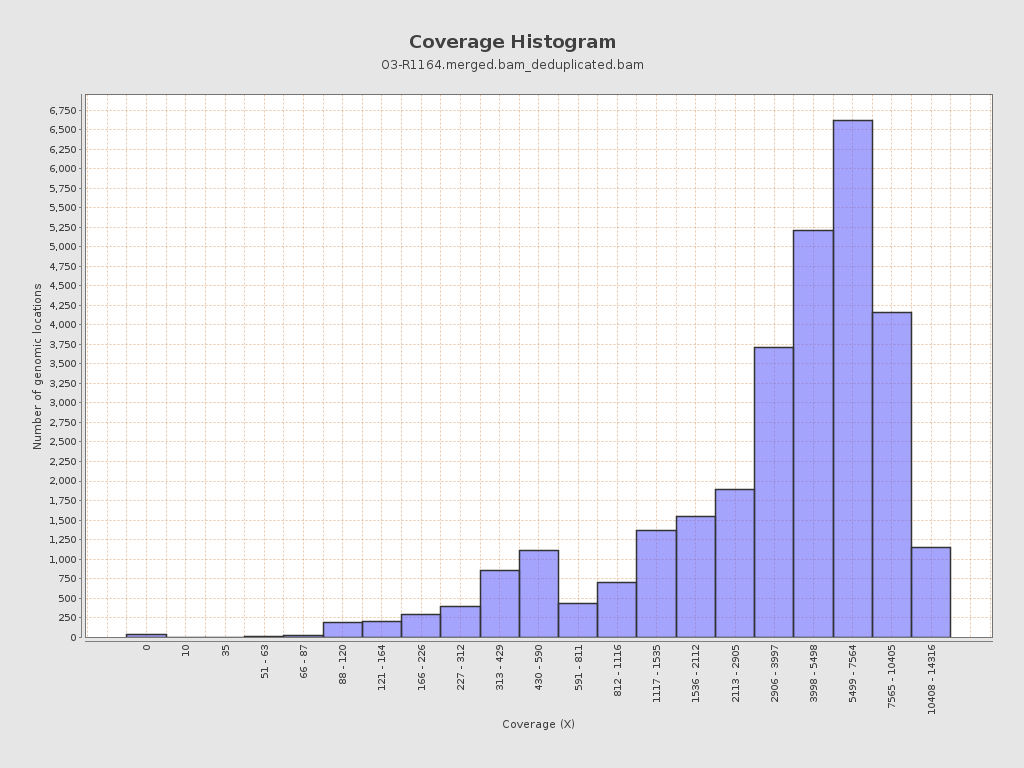 Coverage Histogram
O3-R1164.merged.bam_deduplicated.bam
Number of genomic locations
6,750
6,500
6,250
6,000
5,750
5,500
5,250
5,000
4,750
4,500
4,250
4,000
3,750
3,500
3,250
3,000
2,750
2,500
2,250
2,000
1,750
1,500
1,250
1,000
750
500
250
0
0
10
35
51 - 63
66 - 87
88 - 120
121 - 164
166 - 226
227 - 312
313 - 429
430 - 590
591 - 811
812 - 1116
1117 - 1535
1536 - 2112
2113 - 2905
2906 - 3997
3998 - 5498
5499 - 7564
7565 - 10405
10408 - 14316
Coverage (X)